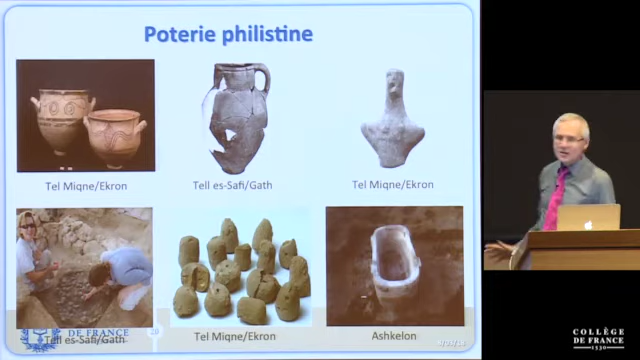 Poterie philistine
Tel Miqne/Ekron
Tell es-Safi/Gath
Tel Miqne/Ekron
DE FRANCE
Tell es-Safi/Gath
Tel Miqne/Ekron
Ashkelon
COLLÈGE
DE FRANCE
1530